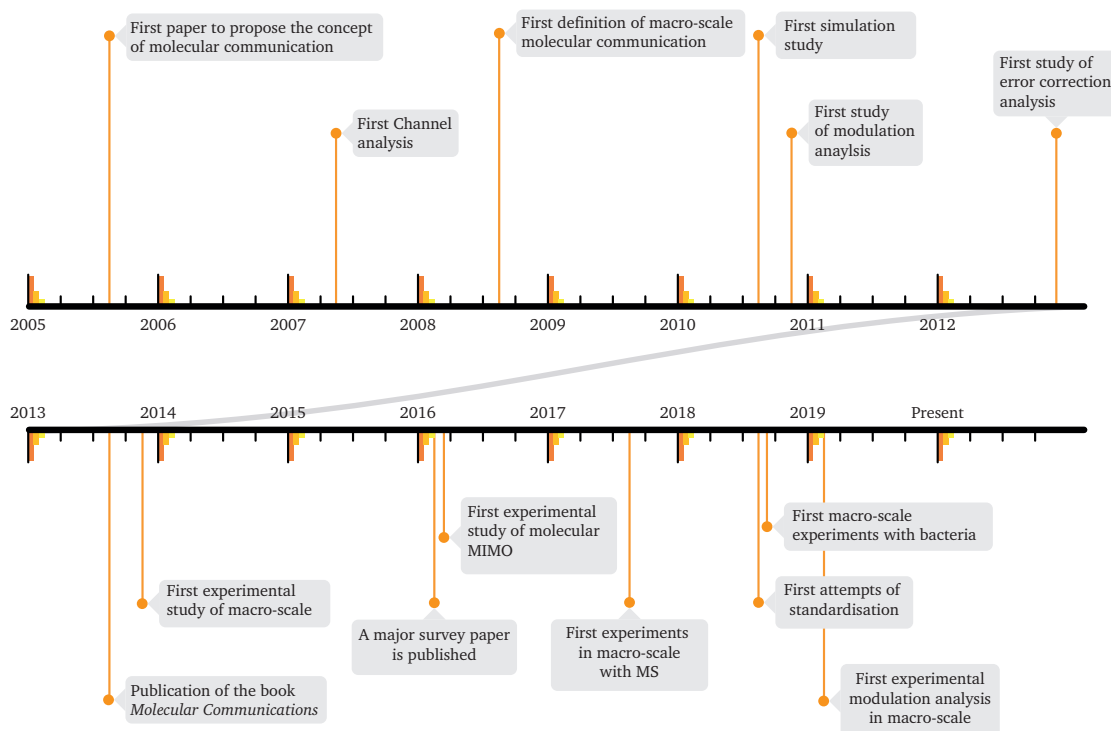 First paper to propose the concept
of molecular communication
First Channel
analysis
First definition of macro-scale
molecular communication
First simulation
study
First study
of modulation
anaylsis
First study of
error correction
analysis
2005 2006 2007 2008 2009 2010 2011 2012
2013 2014 2015 2016 2017 2018 2019 Present
First experimental
study of molecular
MIMO
First macro-scale
experiments with bacteria
First experimental
study of macro-scale
First attempts of
standardisation
A major survey paper
is published
First experiments
in macro-scale
with MS
Publication of the book
Molecular Communications
First experimental
modulation analysis
in macro-scale